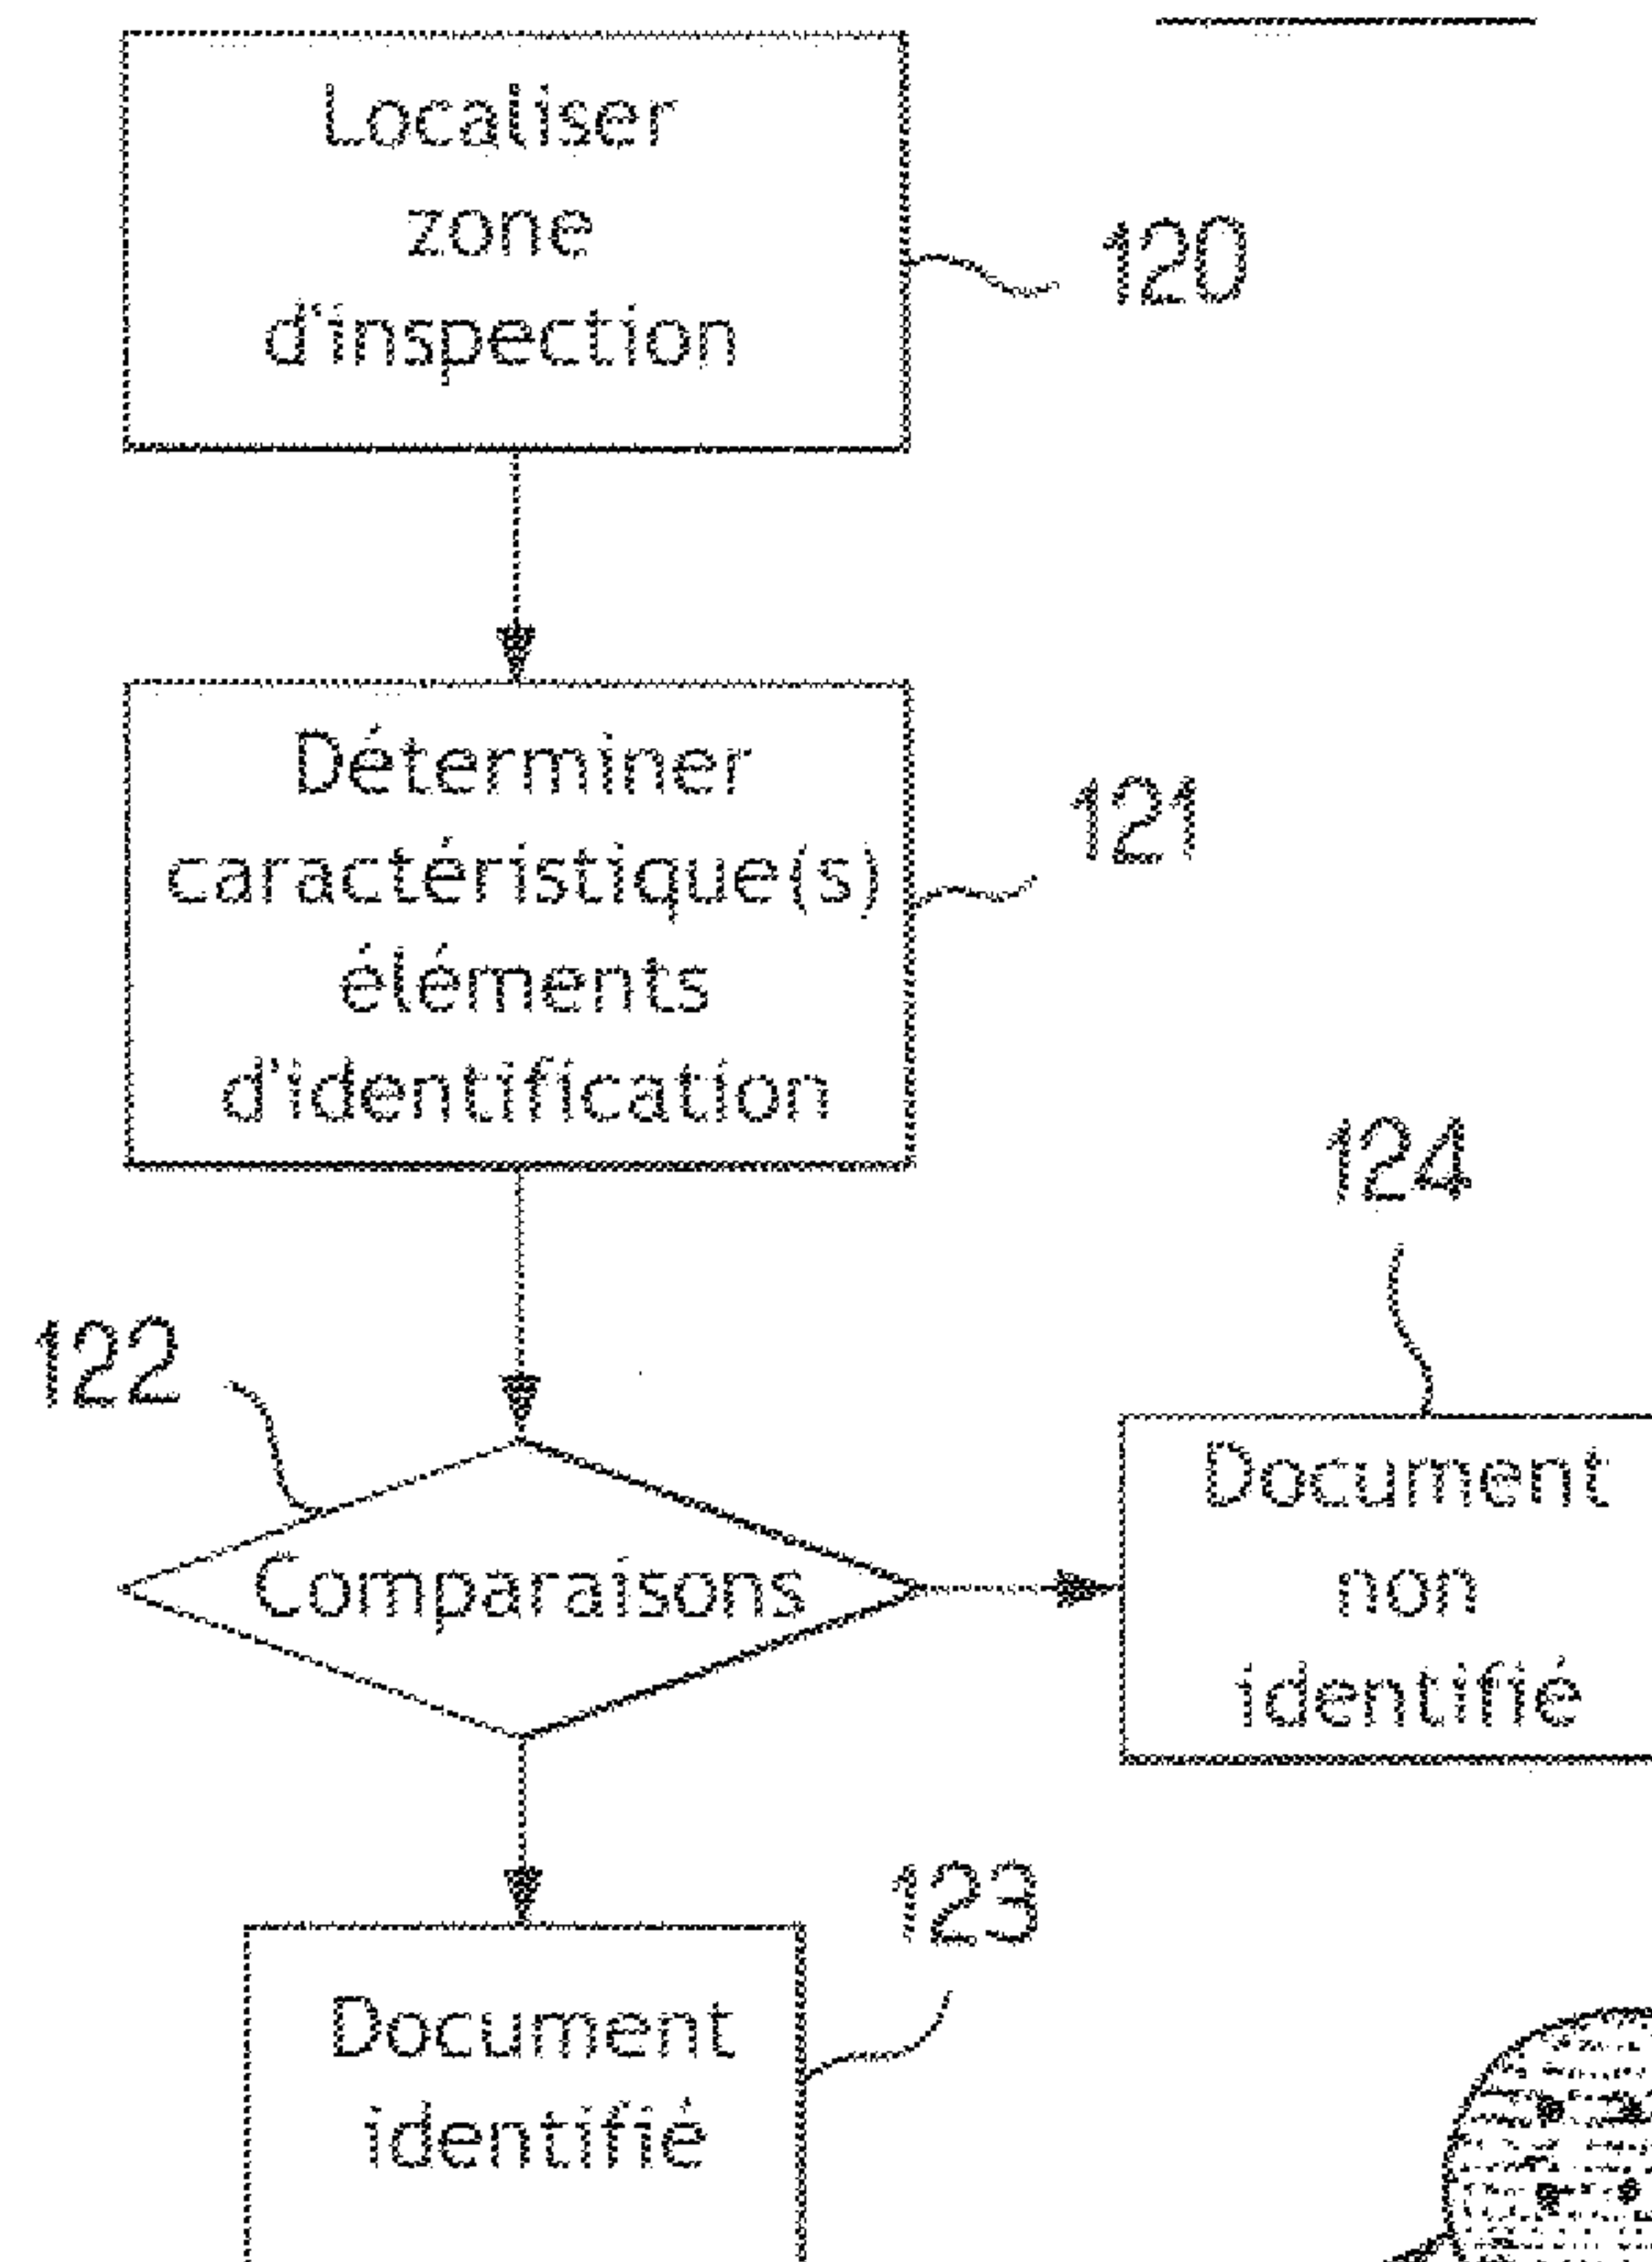 Localiser
zone
d'inspection
120
Déterminer
caractéristique(s)
éléments
d'identification
121
122
Comparaisons
124
Document
non
identifié
123
Document
identifié